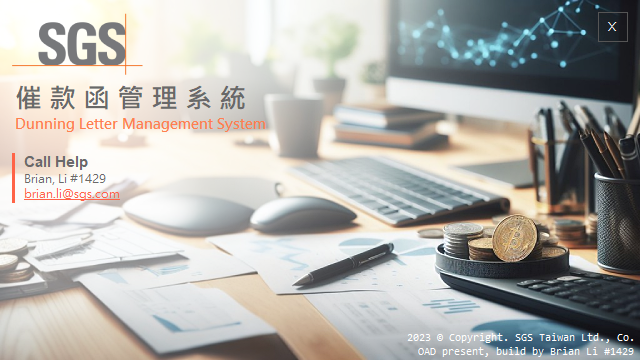 SGS
X
催款函管理系統
Dunning Letter Management System
Call Help
Brian, Li #1429
brian.li@sgs.com
2023 © Copyright. SGS Taiwan Ltd., Co.
OAD present, build by Brian Li #1429